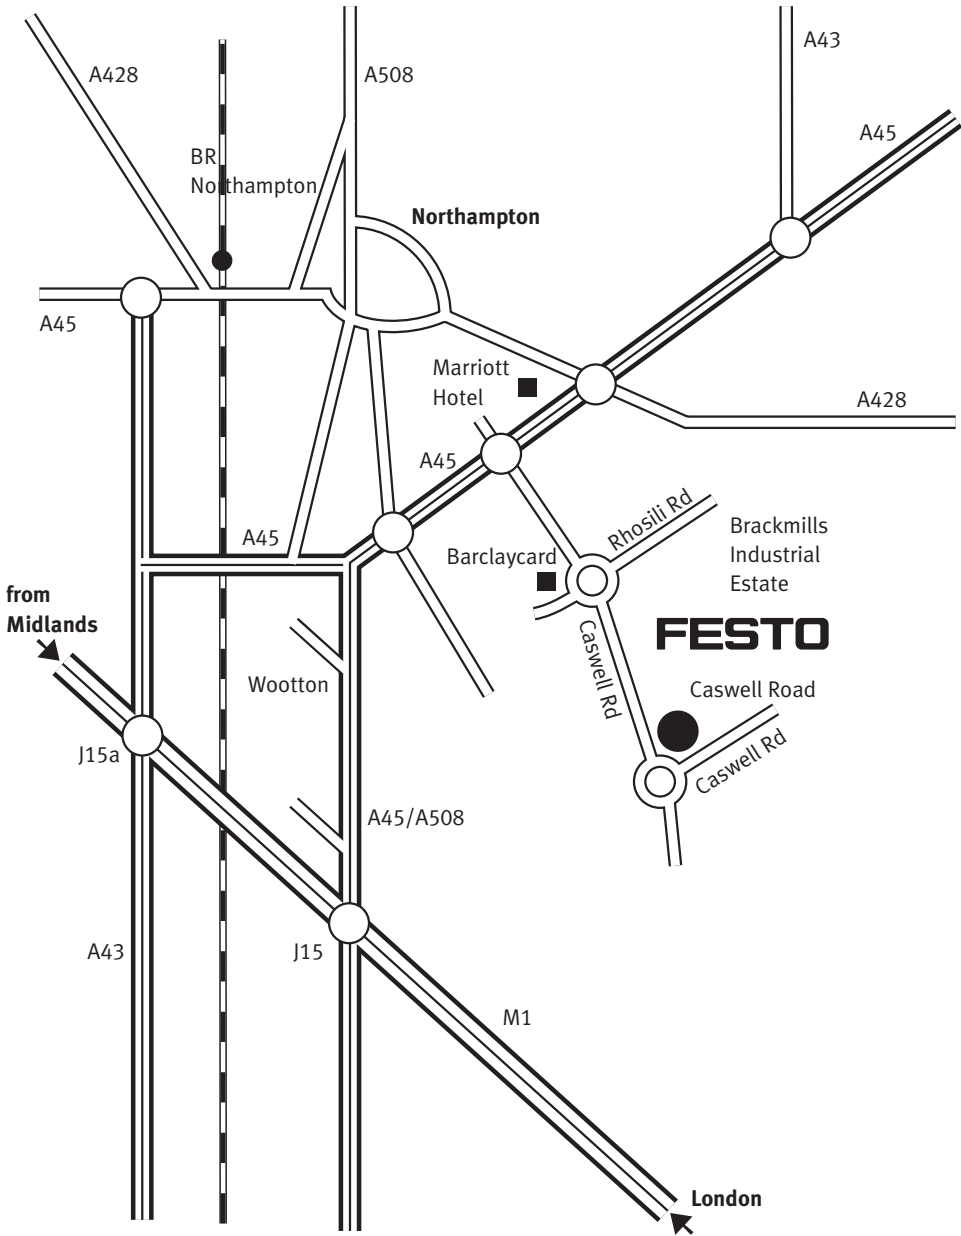 A43
A428
A508
A45
BR
Northampton
Northampton
A45
Marriott
Hotel
A428
A45
Rhosili Rd
Brackmills
Industrial
Estate
A45
Barclaycard
from
Midlands
FESTO
Caswell Rd
Wootton
Caswell Road
J15a
Caswell Rd
A45/A508
A43
J15
M1
London